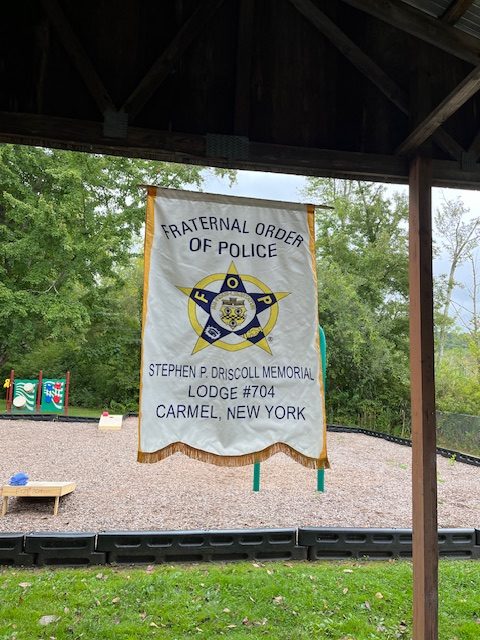 FRATERNAL ORDER
OF POLICE
F O P
STEPHEN P. DRISCOLL MEMORIAL
LODGE #704
CARMEL, NEW YORK